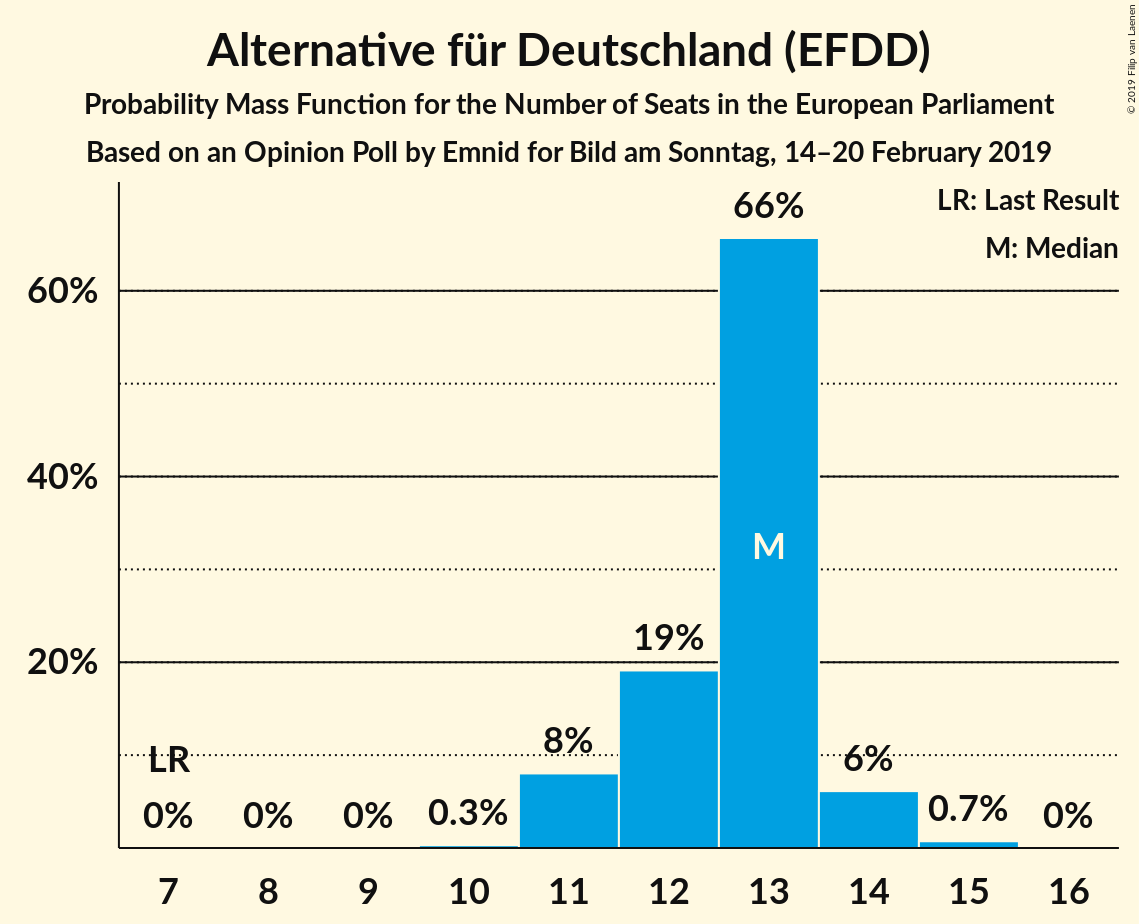 Alternative für Deutschland (EFDD)
Probability Mass Function for the Number of Seats in the European Parliament
Based on an Opinion Poll by Emnid for Bild am Sonntag, 14–20 February 2019
© 2019 Filip van Laenen
LR: Last Result
M: Median
66%
60%
40%
M
19%
20%
8%
LR
6%
0%
0%
0%
0.3%
0.7%
0%
7
8
9
10
11
12
13
14
15
16